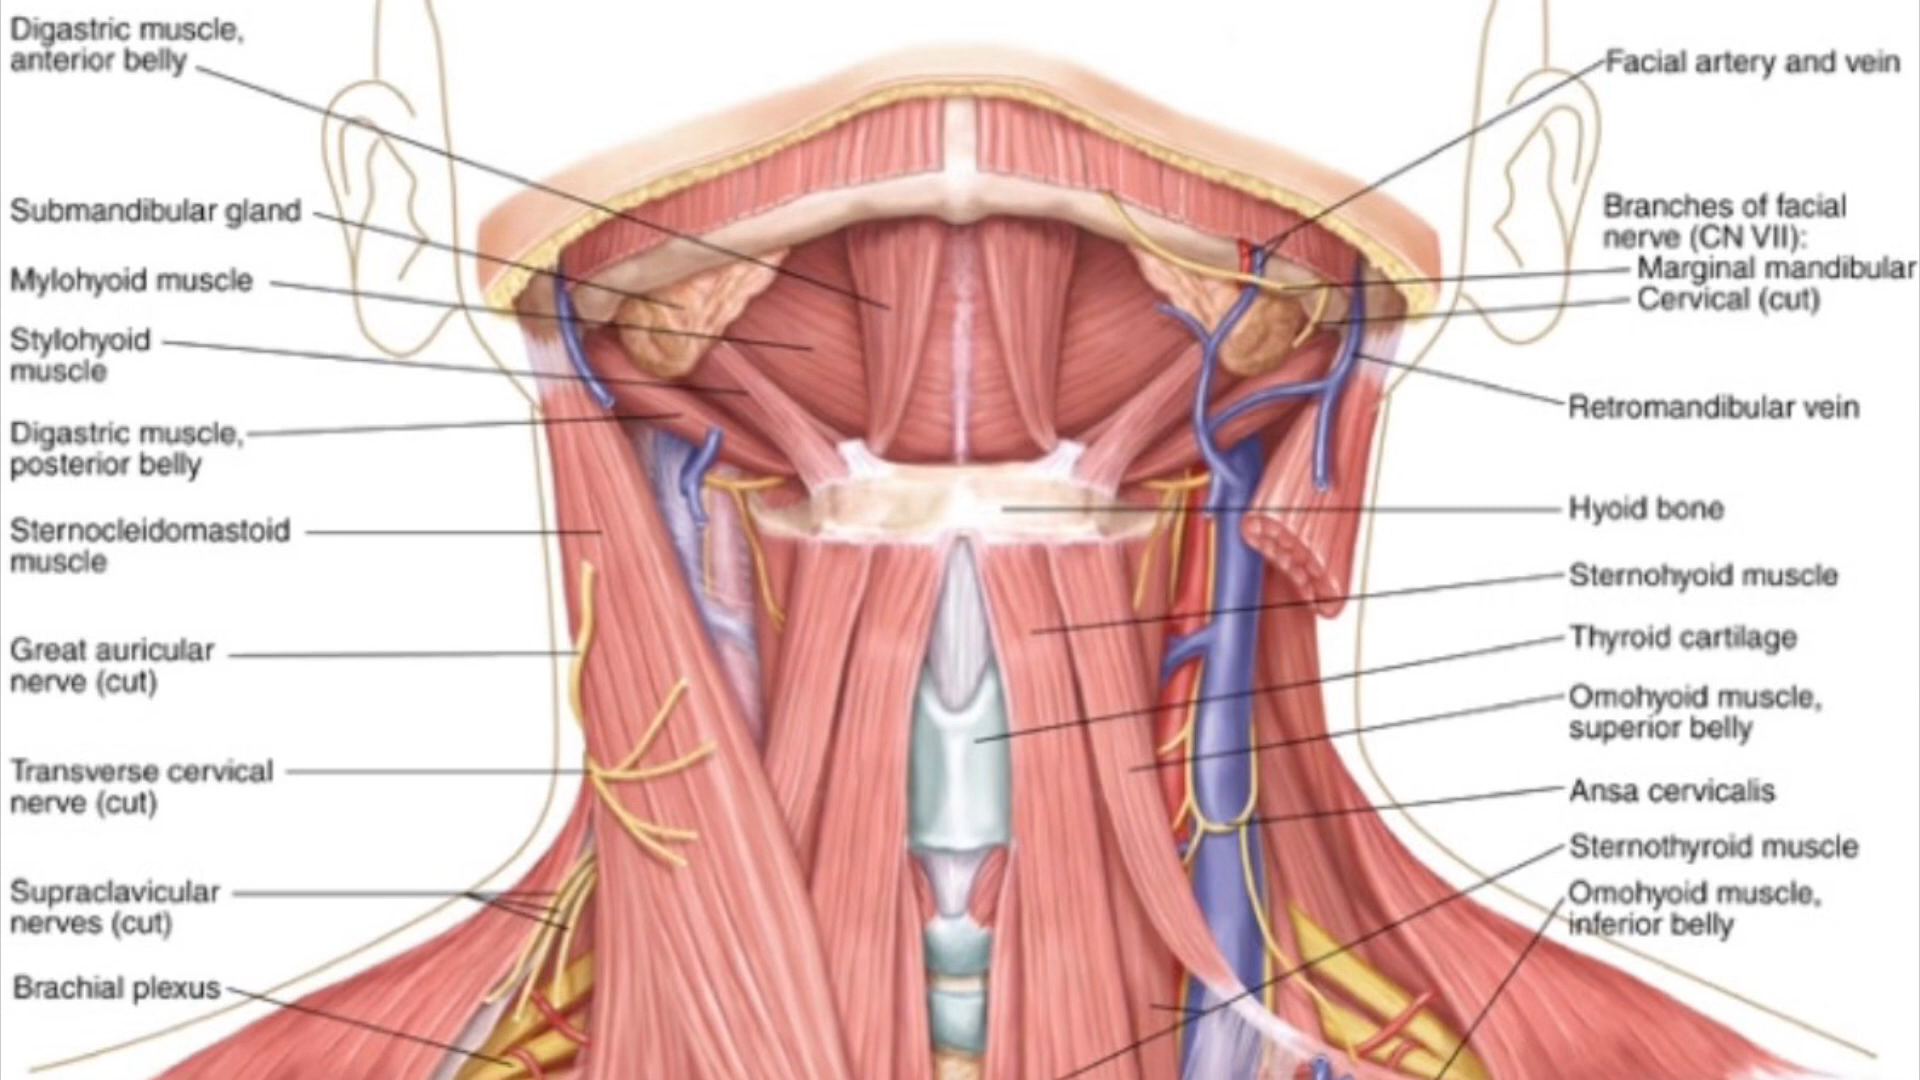 Digastric muscle,
anterior belly
Submandibular gland
Mylohyoid muscle
Stylohyoid
muscle
Digastric muscle,
posterior belly
Sternocleidomastoid
muscle
Great auricular
nerve (cut)
Transverse cervical
nerve (cut)
Supraclavicular
nerves (cut)
Brachial plexus
Facial artery and vein
Branches of facial
nerve (CN VII):
Marginal mandibular
Cervical (cut)
Retromandibular vein
Hyoid bone
Sternohyoid muscle
Thyroid cartilage
Omohyoid muscle,
superior belly
Ansa cervicalis
Sternothyroid muscle
Omohyoid muscle,
inferior belly